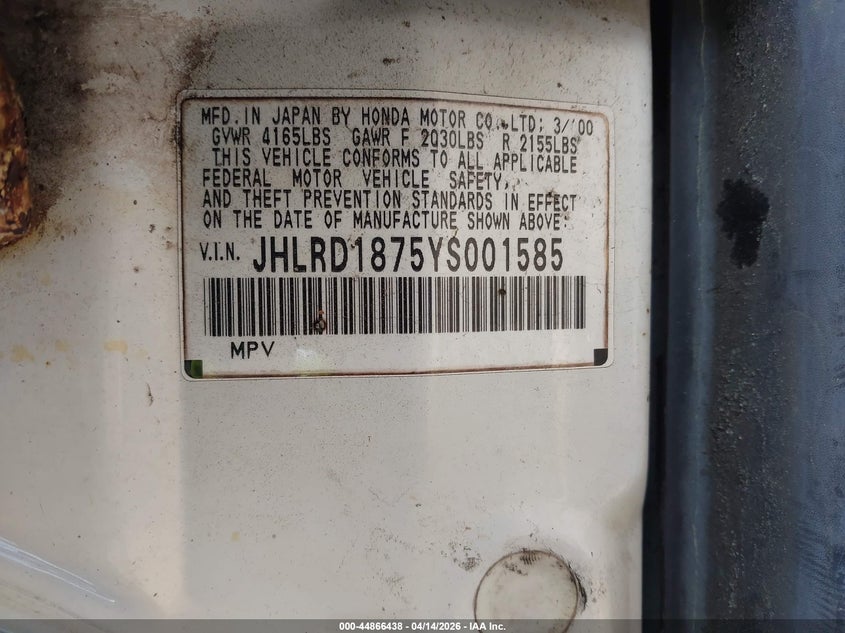 MFD. IN JAPAN BY HONDA MOTOR CO., LTD; 3/'00
GVWR 4165LBS GAWR F 2030LBS R 2155LBS
THIS VEHICLE CONFORMS TO ALL APPLICABLE
FEDERAL MOTOR VEHICLE SAFETY,
AND THEFT PREVENTION STANDARDS IN EFFECT
ON THE DATE OF MANUFACTURE SHOWN ABOVE.
V.I.N. JHLRD1875YS001585
MPV
000-44866438 - 04/14/2026 - IAA Inc.